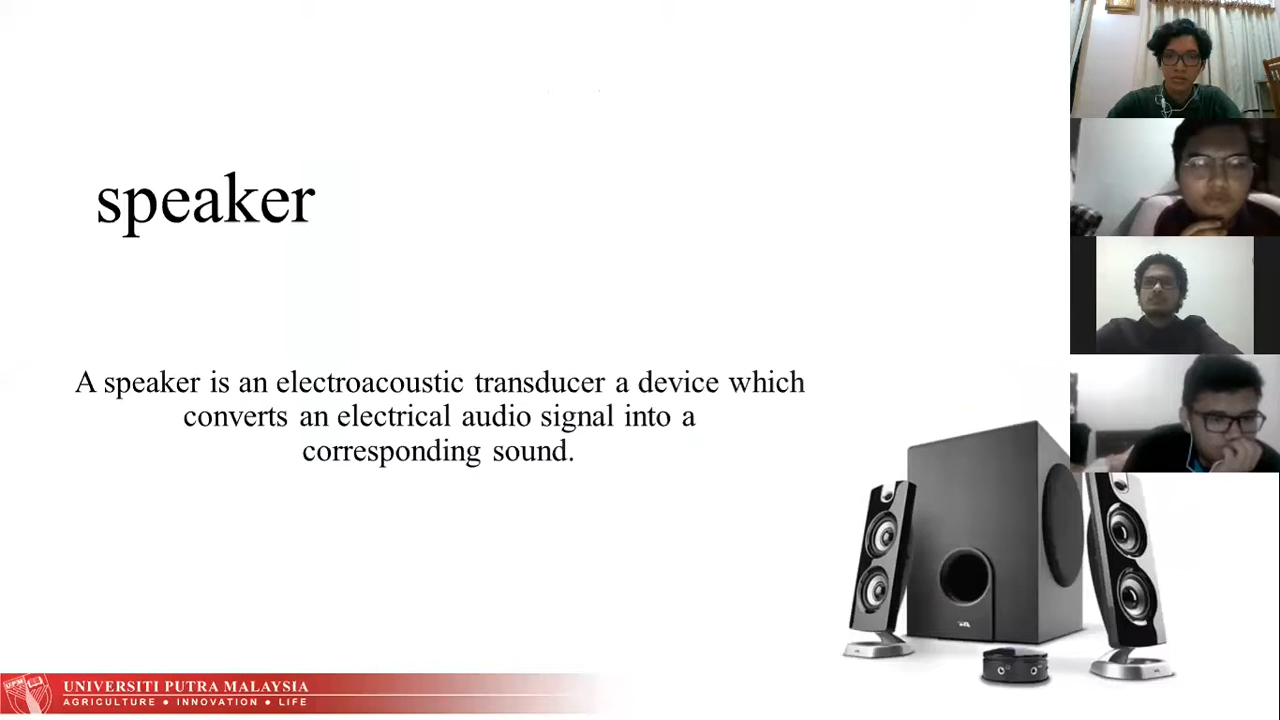 speaker
A speaker is an electroacoustic transducer a device which
converts an electrical audio signal into a
corresponding sound.
UPM
UNIVERSITI PUTRA MALAYSIA
AGRICULTURE • INNOVATION • LIFE